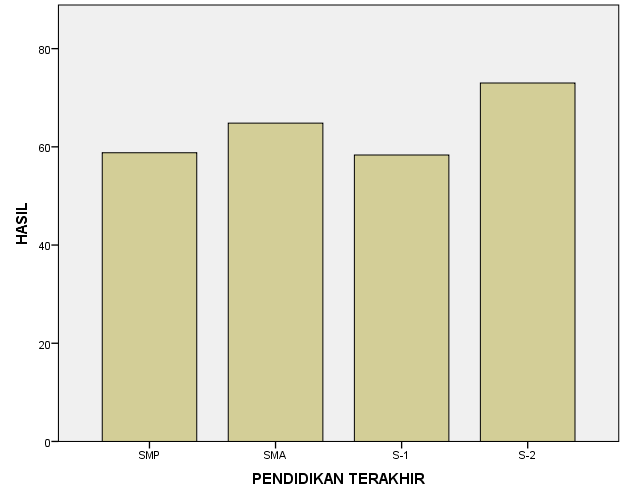 80
60
40
20
0
HASIL
SMP SMA S-1 S-2
PENDIDIKAN TERAKHIR